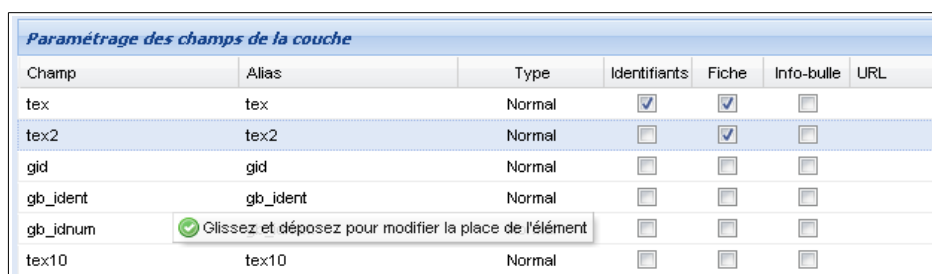 Paramétrage des champs de la couche
Champ Alias Type Identifiants Fiche Info-bulle URL
tex tex Normal
tex2 tex2 Normal
gid gid Normal
gb_ident gb_ident Normal
gb_idnum
Glissez et déposez pour modifier la place de l'élément
tex10 tex10 Normal